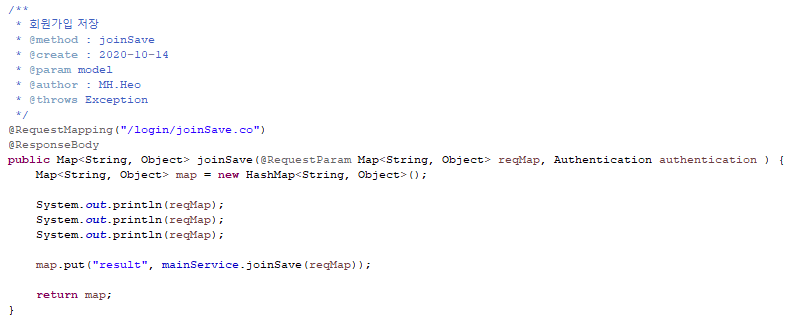 /**
 * 회원가입 저장
 * @method : joinSave
 * @create : 2020-10-14
 * @param model
 * @author : MH.Heo
 * @throws Exception
 */
@RequestMapping("/login/joinSave.co")
@ResponseBody
public Map<String, Object> joinSave(@RequestParam Map<String, Object> reqMap, Authentication authentication ) {
    Map<String, Object> map = new HashMap<String, Object>();

    System.out.println(reqMap);
    System.out.println(reqMap);
    System.out.println(reqMap);

    map.put("result", mainService.joinSave(reqMap));

    return map;
}